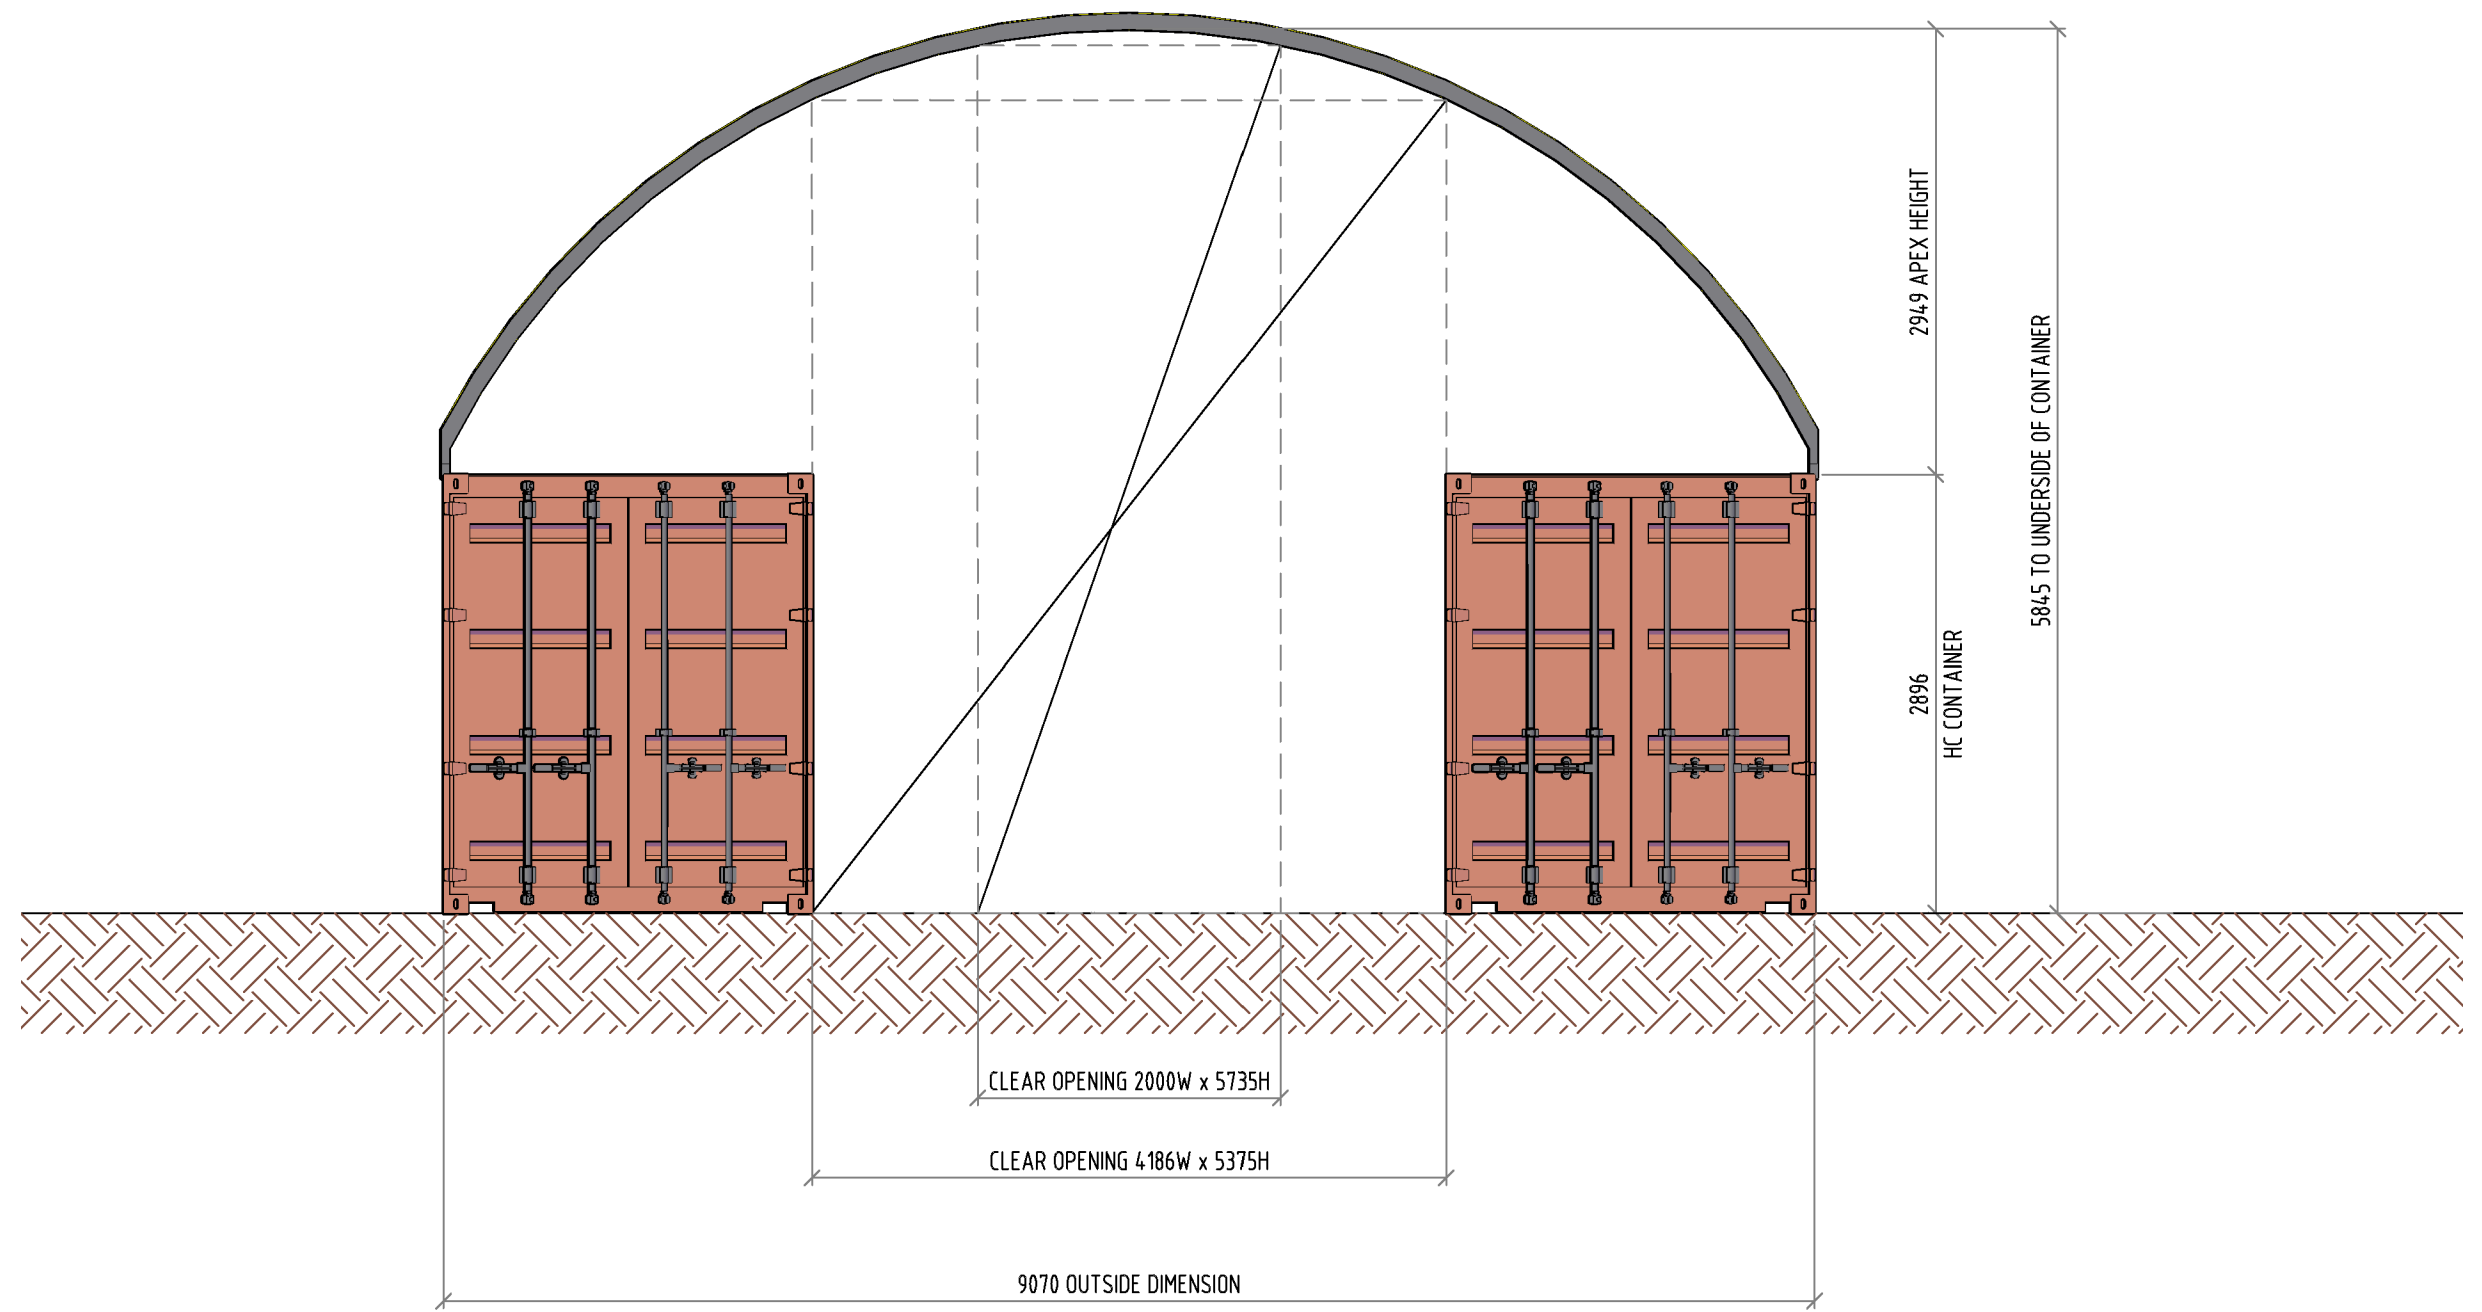 2949 APEX HEIGHT
5845 TO UNDERSIDE OF CONTAINER
2896
HC CONTAINER
CLEAR OPENING 2000W x 5735H
CLEAR OPENING 4186W x 5375H
9070 OUTSIDE DIMENSION